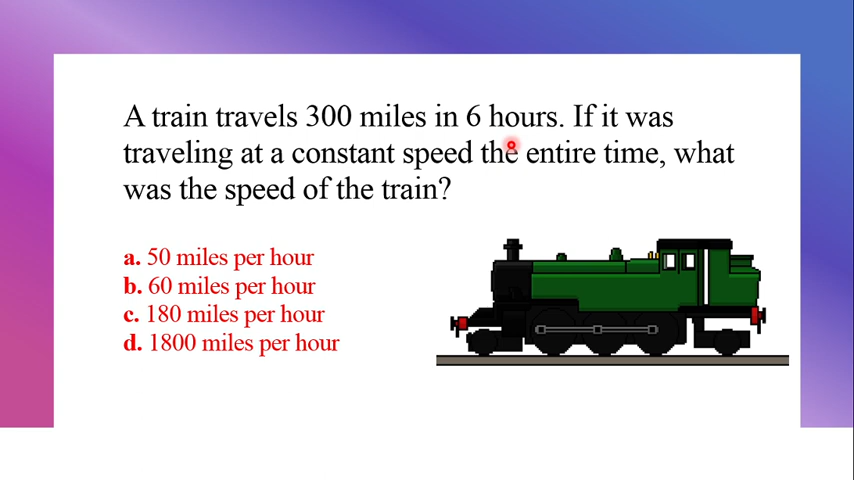 A train travels 300 miles in 6 hours. If it was
traveling at a constant speed the entire time, what
was the speed of the train?
a. 50 miles per hour
b. 60 miles per hour
c. 180 miles per hour
d. 1800 miles per hour